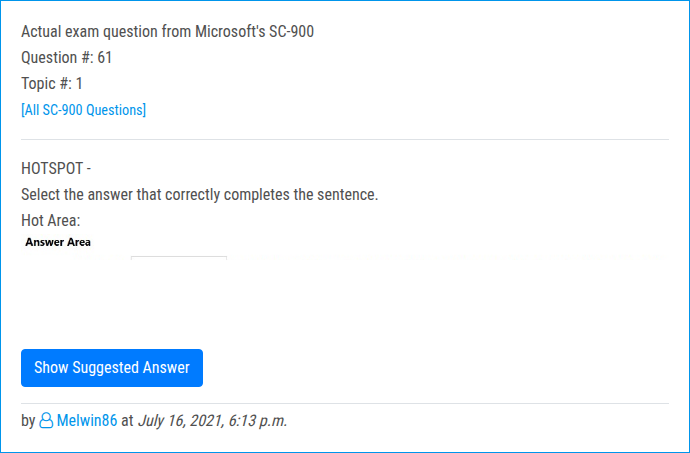 Actual exam question from Microsoft's SC-900
Question #: 61
Topic #: 1
[All SC-900 Questions]
HOTSPOT -
Select the answer that correctly completes the sentence.
Hot Area:
Answer Area
Show Suggested Answer
by Melwin86 at July 16, 2021, 6:13 p.m.